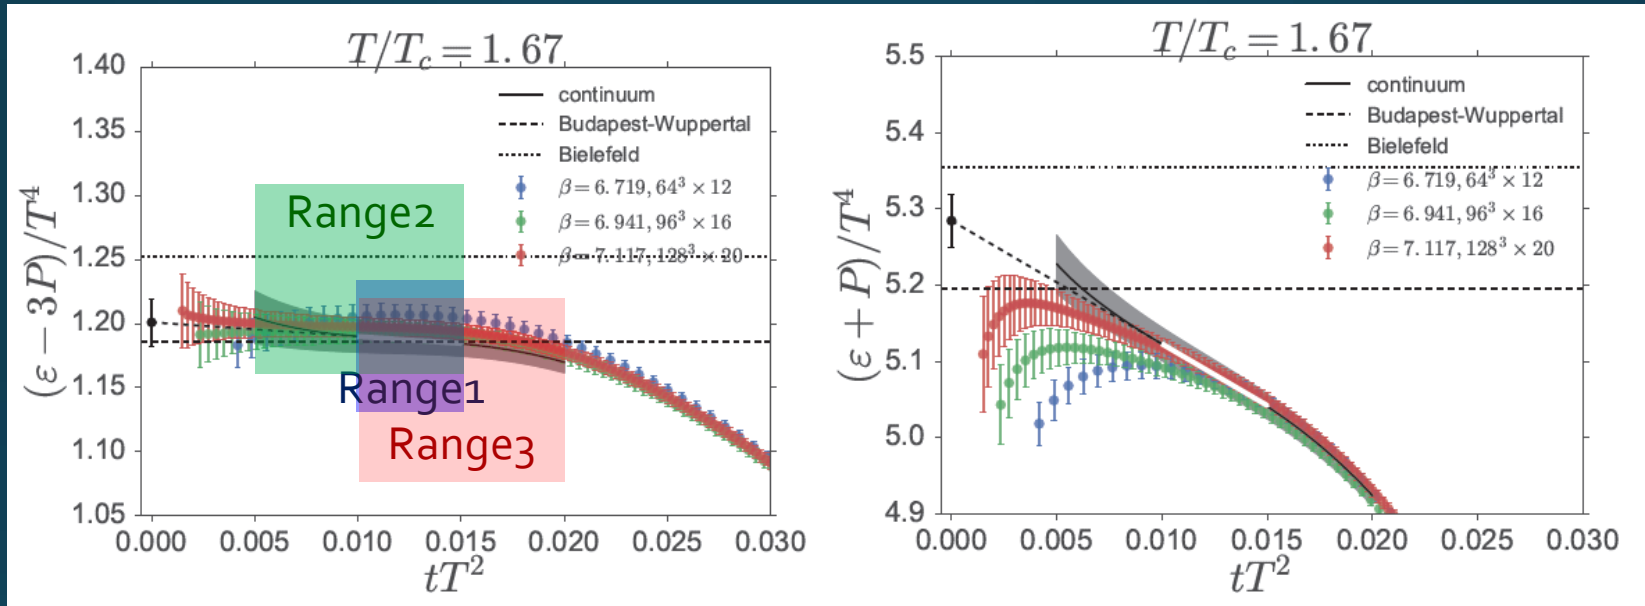 T/T_c = 1.67
(ε − 3P)/T⁴
1.40
1.35
1.30
1.25
1.20
1.15
1.10
1.05
continuum
Budapest-Wuppertal
Bielefeld
β = 6.719, 64³ × 12
β = 6.941, 96³ × 16
β = 7.117, 128³ × 20
Range2
Range1
Range3
0.000 0.005 0.010 0.015 0.020 0.025 0.030
tT²
T/T_c = 1.67
(ε + P)/T⁴
5.5
5.4
5.3
5.2
5.1
5.0
4.9
continuum
Budapest-Wuppertal
Bielefeld
β = 6.719, 64³ × 12
β = 6.941, 96³ × 16
β = 7.117, 128³ × 20
0.000 0.005 0.010 0.015 0.020 0.025 0.030
tT²